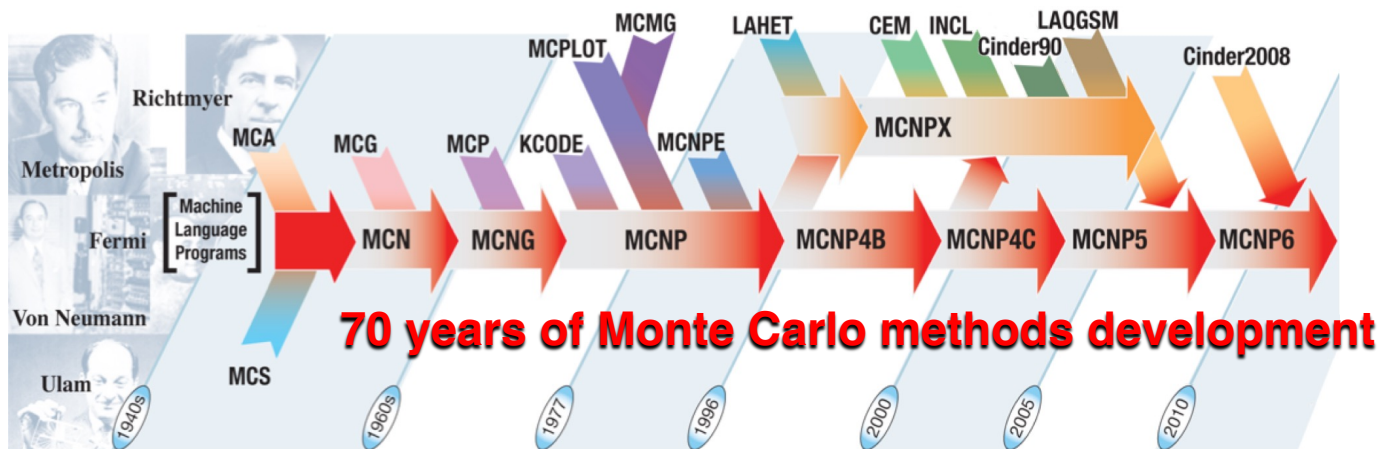 MCMG
LAHET
CEM
INCL
LAQGSM
MCPLOT
Cinder90
Cinder2008
Richtmyer
MCA
MCG
MCP
KCODE
MCNPE
MCNPX
Metropolis
Machine
Language
Programs
Fermi
MCN
MCNG
MCNP
MCNP4B
MCNP4C
MCNP5
MCNP6
Von Neumann
70 years of Monte Carlo methods development
Ulam
MCS
1940s
1960s
1977
1996
2000
2005
2010